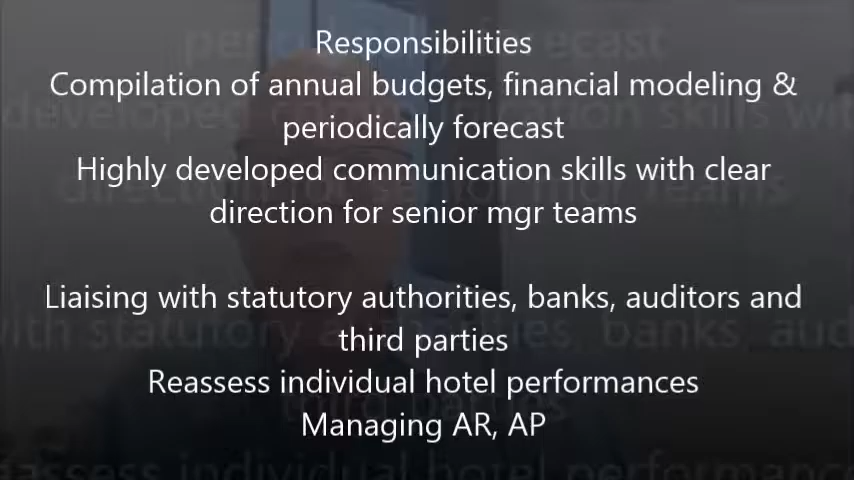 Responsibilities
Compilation of annual budgets, financial modeling &
periodically forecast
Highly developed communication skills with clear
direction for senior mgr teams
Liaising with statutory authorities, banks, auditors and
third parties
Reassess individual hotel performances
Managing AR, AP